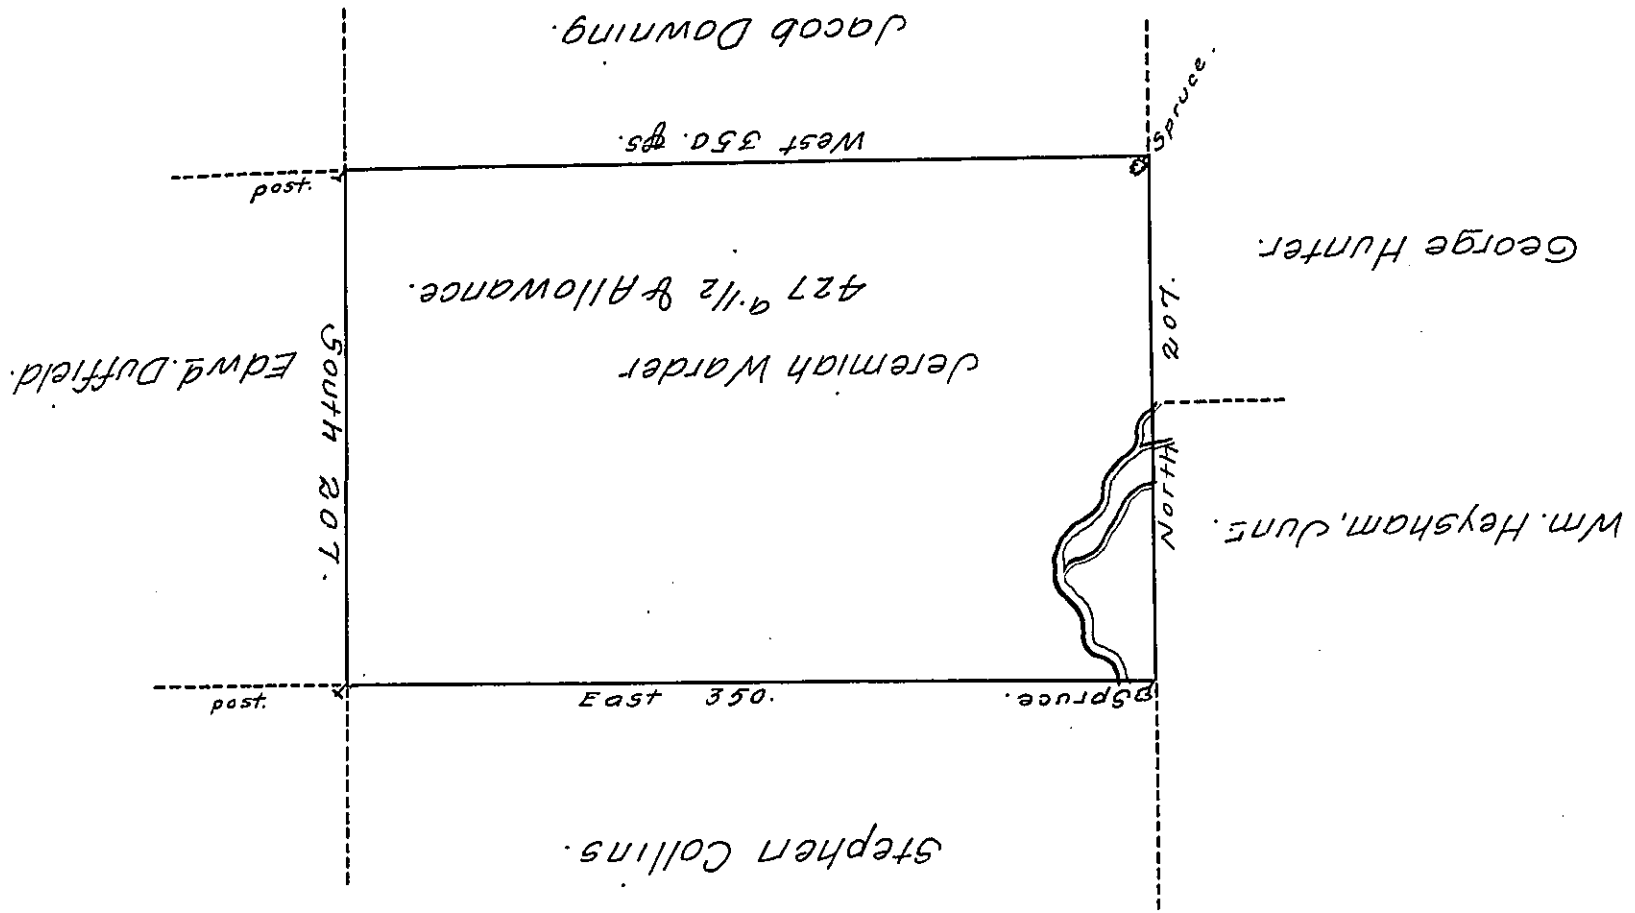 Stephen Collins.
Spruce.
East 350.
post.
Wm. Heysham, Junr.
North 207.
George Hunter.
Jeremiah Warder
427 a. 1/2 & Allowance.
South 207.
Edwd. Duffield.
Spruce.
West 350. ps.
post.
Jacob Downing.